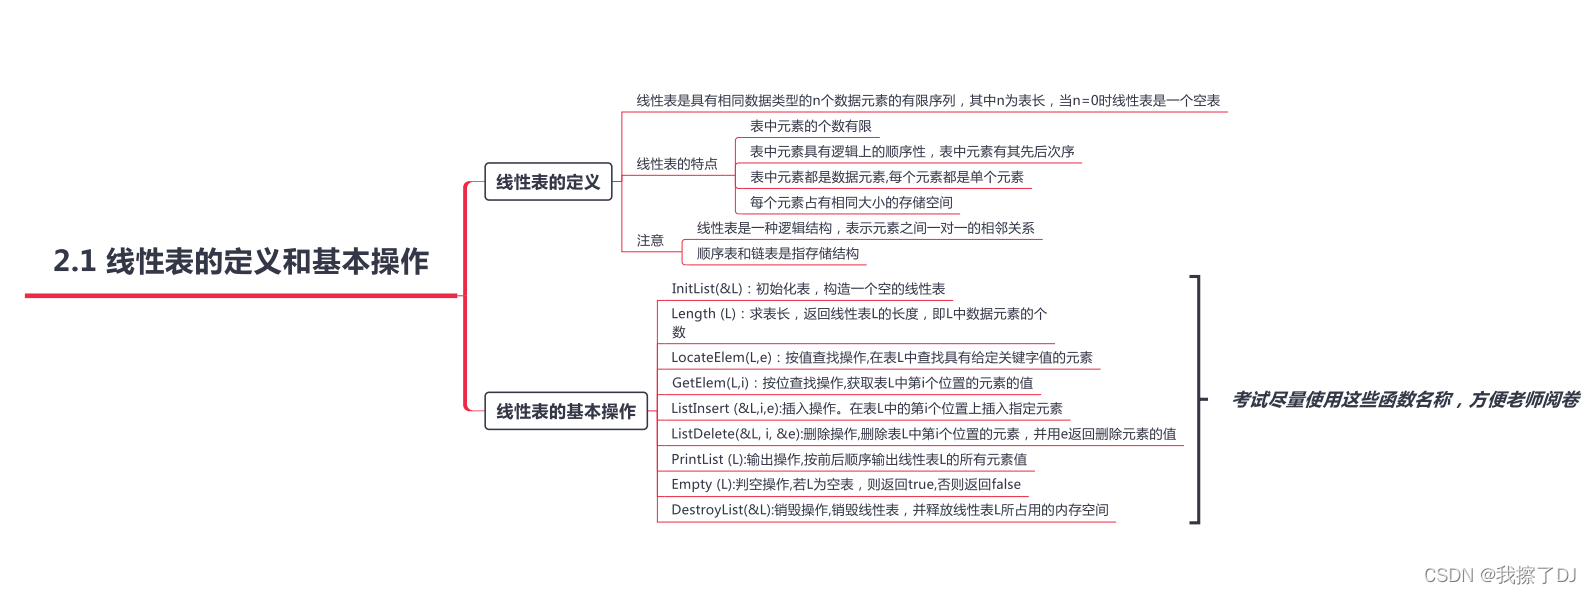 2.1 线性表的定义和基本操作
线性表的定义
线性表是具有相同数据类型的n个数据元素的有限序列，其中n为表长，当n=0时线性表是一个空表
线性表的特点
表中元素的个数有限
表中元素具有逻辑上的顺序性，表中元素有其先后次序
表中元素都是数据元素,每个元素都是单个元素
每个元素占有相同大小的存储空间
注意
线性表是一种逻辑结构，表示元素之间一对一的相邻关系
顺序表和链表是指存储结构
线性表的基本操作
InitList(&L)：初始化表，构造一个空的线性表
Length (L)：求表长，返回线性表L的长度，即L中数据元素的个
数
LocateElem(L,e)：按值查找操作,在表L中查找具有给定关键字值的元素
GetElem(L,i)：按位查找操作,获取表L中第i个位置的元素的值
ListInsert (&L,i,e):插入操作。在表L中的第i个位置上插入指定元素
ListDelete(&L, i, &e):删除操作,删除表L中第i个位置的元素，并用e返回删除元素的值
PrintList (L):输出操作,按前后顺序输出线性表L的所有元素值
Empty (L):判空操作,若L为空表，则返回true,否则返回false
DestroyList(&L):销毁操作,销毁线性表，并释放线性表L所占用的内存空间
考试尽量使用这些函数名称，方便老师阅卷
CSDN @我擦了DJ